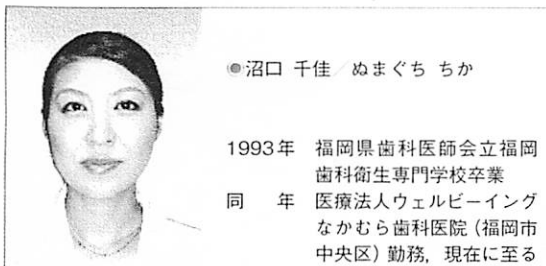 沼口 千佳／ぬまぐち ちか
1993年 福岡県歯科医師会立福岡
歯科衛生専門学校卒業
同 年 医療法人ウェルビーイング
なかむら歯科医院（福岡市
中央区）勤務，現在に至る